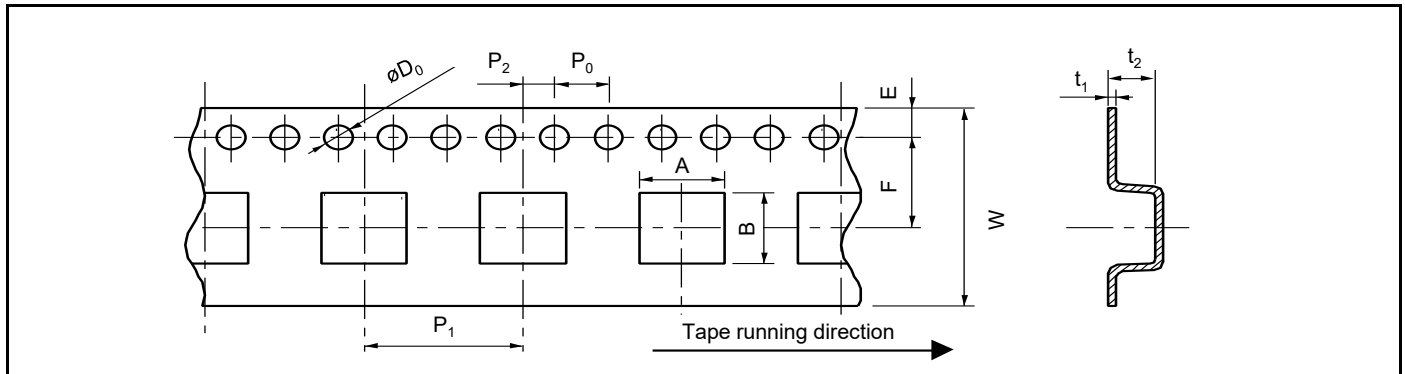 øD₀
P₂
P₀
E
t₁
t₂
A
B
F
W
P₁
Tape running direction